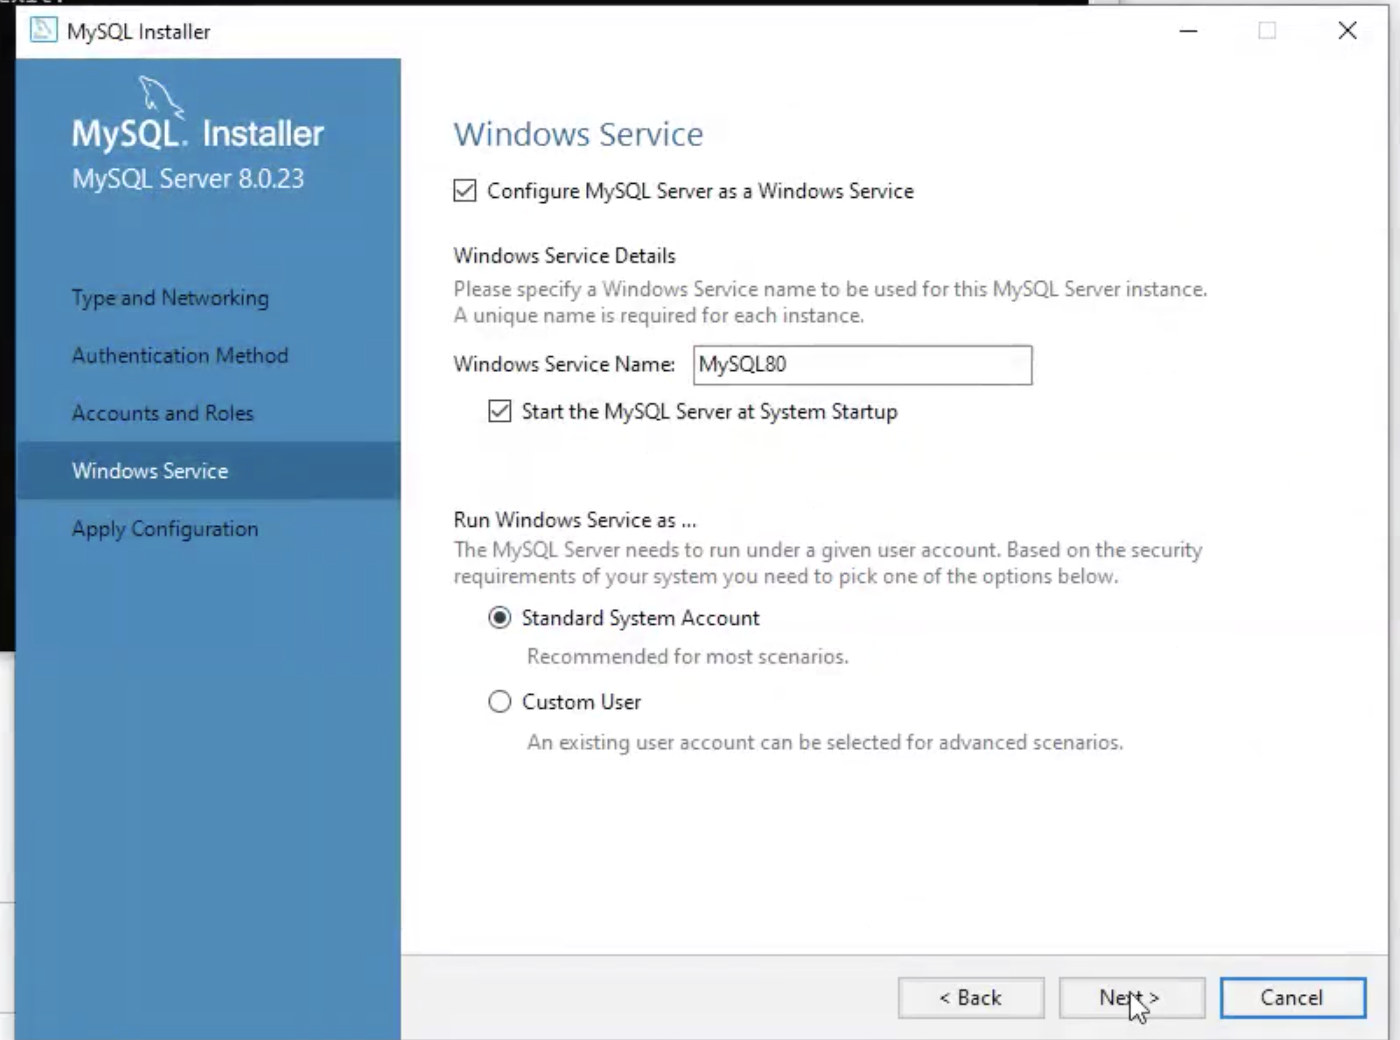 MySQL Installer
MySQL. Installer
MySQL Server 8.0.23
Type and Networking
Authentication Method
Accounts and Roles
Windows Service
Apply Configuration
Windows Service
Configure MySQL Server as a Windows Service
Windows Service Details
Please specify a Windows Service name to be used for this MySQL Server instance.
A unique name is required for each instance.
Windows Service Name: MySQL80
Start the MySQL Server at System Startup
Run Windows Service as ...
The MySQL Server needs to run under a given user account. Based on the security
requirements of your system you need to pick one of the options below.
Standard System Account
Recommended for most scenarios.
Custom User
An existing user account can be selected for advanced scenarios.
< Back
Next >
Cancel